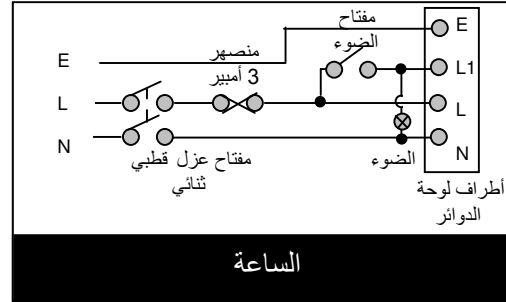 مفتاح
الضوء
E
منصهر
3 أمبير
E
L1
L
L
N
N
مفتاح عزل قطبي
ثنائي
الضوء
أطراف لوحة
الدوائر
الساعة